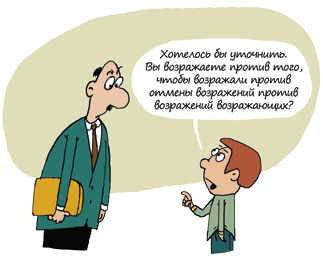 Хотелось бы уточнить.
Вы возражаете против того,
чтобы возражали против
отмены возражений против
возражений возражающих?